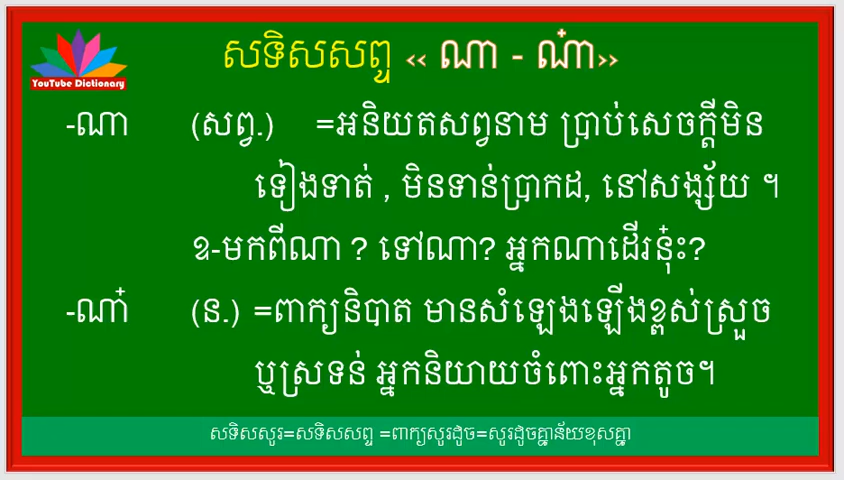 សទិសសព្ទ « ណា - ណ៎ា»
YouTube Dictionary
-ណា (សព្វ.) =អនិយតសព្វនាម ប្រាប់សេចក្ដីមិន
ទៀងទាត់ , មិនទាន់ប្រាកដ, នៅសង្ស័យ ។
ឧ-មកពីណា ? ទៅណា? អ្នកណាដើរនុ៎ះ?
-ណា៎ (ន.) =ពាក្យនិបាត មានសំឡេងឡើងខ្ពស់ស្រួច
ឬស្រទន់ អ្នកនិយាយចំពោះអ្នកតូច។
សទិសសូរ=សទិសសព្ទ =ពាក្យសូរដូច=សូរដូចគ្នាន័យខុសគ្នា